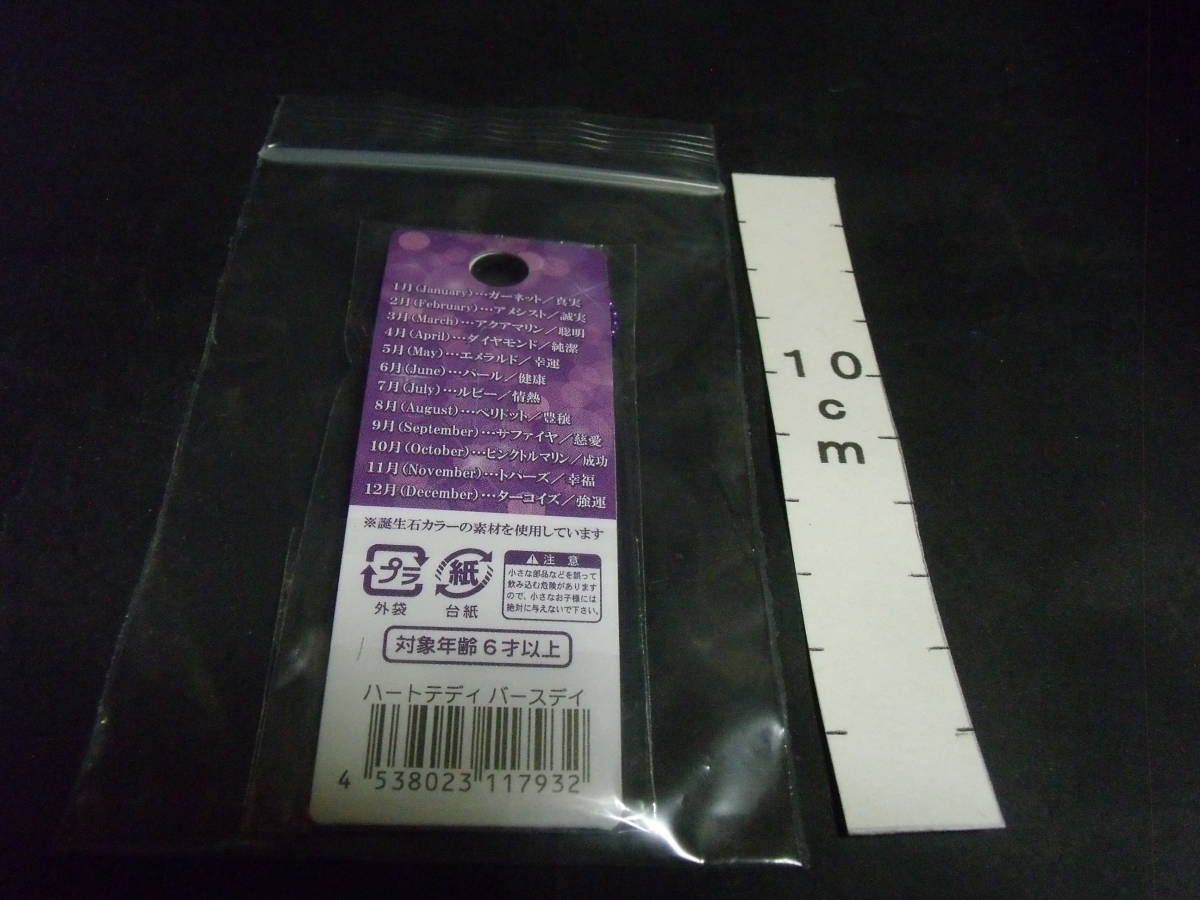 1月(January)…ガーネット／真実
2月(February)…アメシスト／誠実
3月(March)…アクアマリン／聡明
4月(April)…ダイヤモンド／純潔
5月(May)…エメラルド／幸運
6月(June)…パール／健康
7月(July)…ルビー／情熱
8月(August)…ペリドット／豊穣
9月(September)…サファイヤ／慈愛
10月(October)…ピンクトルマリン／成功
11月(November)…トパーズ／幸福
12月(December)…ターコイズ／強運
※誕生石カラーの素材を使用しています
プラ
外袋
紙
台紙
注意
小さな部品などを誤って
飲み込む危険があります
ので、小さなお子様には
絶対に与えないで下さい。
対象年齢6才以上
ハートテディ バースデイ
4 538023 117932
10
c
m